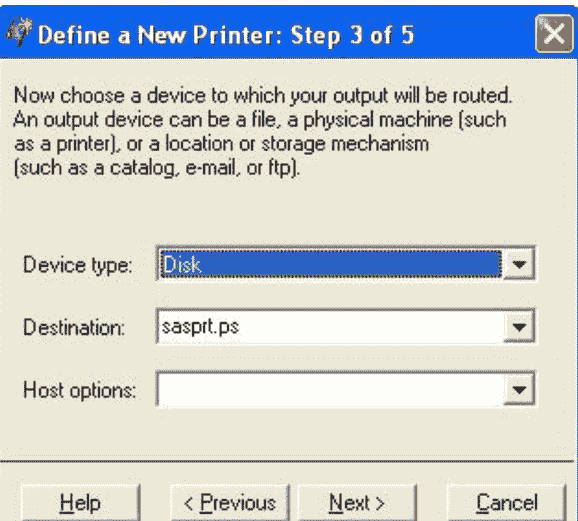 Define a New Printer: Step 3 of 5
Now choose a device to which your output will be routed.
An output device can be a file, a physical machine (such
as a printer), or a location or storage mechanism
(such as a catalog, e-mail, or ftp).
Device type: Disk
Destination: sasprt.ps
Host options:
Help < Previous Next > Cancel